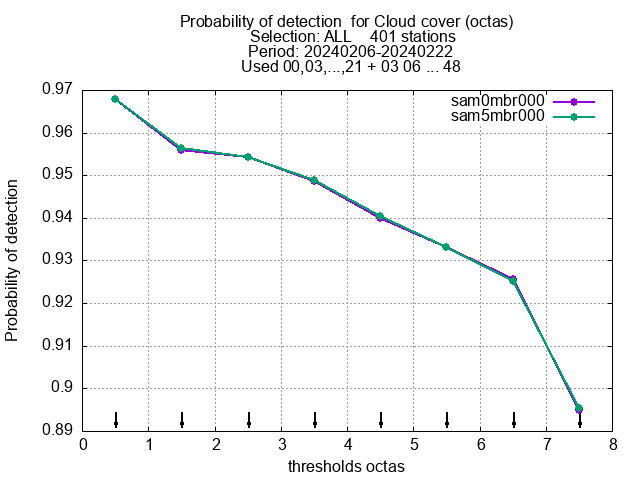 Probability of detection  for Cloud cover (octas)
Selection: ALL    401 stations
Period: 20240206-20240222
Used 00,03,...,21 + 03 06 ... 48
sam0mbr000
sam5mbr000
0.97
0.96
0.95
0.94
0.93
0.92
0.91
0.9
0.89
Probability of detection
0 1 2 3 4 5 6 7 8
thresholds octas